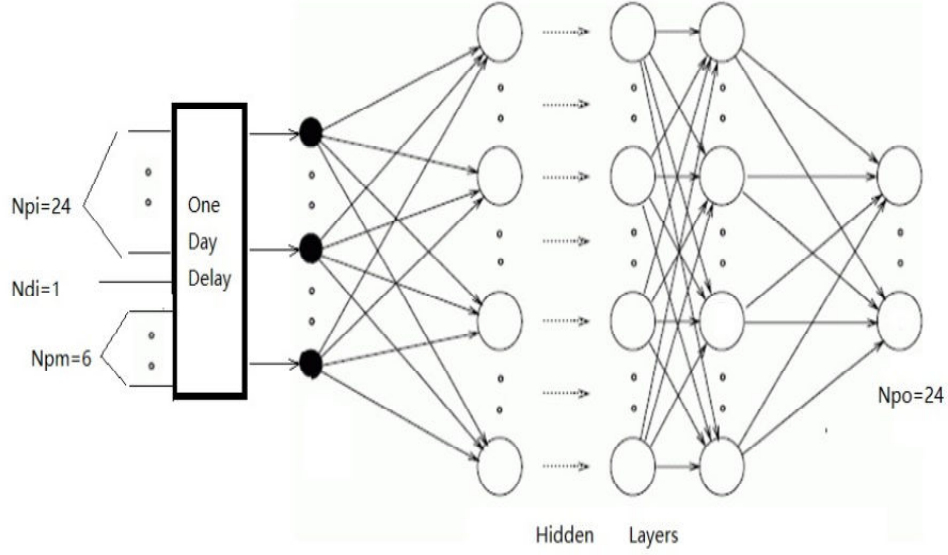 Npi=24
Ndi=1
Npm=6
One
Day
Delay
Npo=24
Hidden Layers